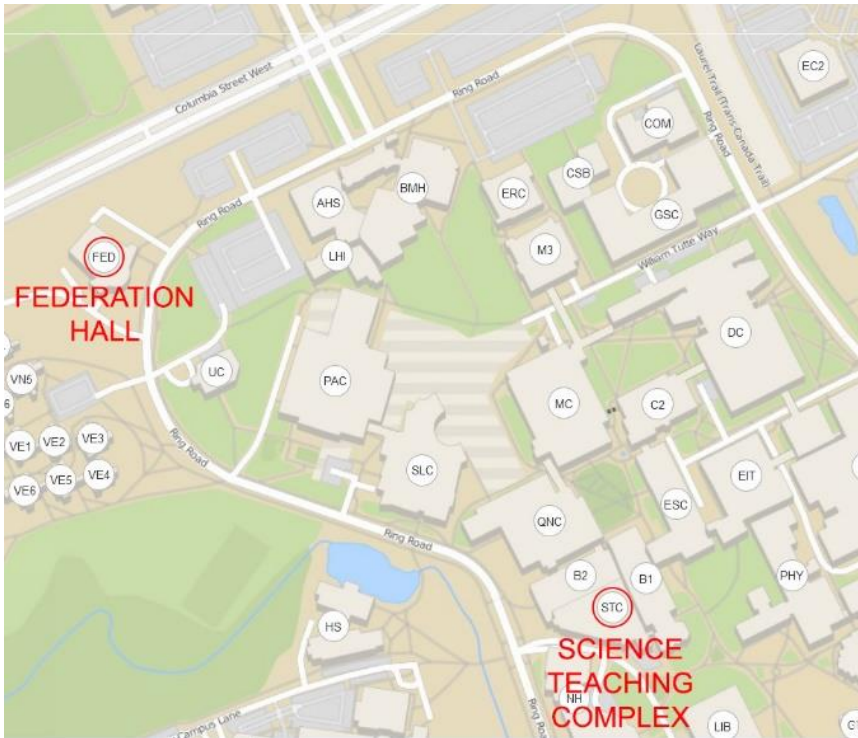 Columbia Street West
Ring Road
Laurel Trail (Trans Canada Trail)
EC2
COM
Ring Road
CSB
BMH
ERC
AHS
GSC
Ring Road
M3
William Tutte Way
FED
LHI
FEDERATION
HALL
DC
UC
VN5
PAC
MC
C2
VE1
VE2
VE3
Ring Road
SLC
VE6
VE5
VE4
EIT
ESC
QNC
Ring Road
B2
B1
PHY
STC
HS
SCIENCE
TEACHING
COMPLEX
NH
Ring Road
Campus Lane
LIB